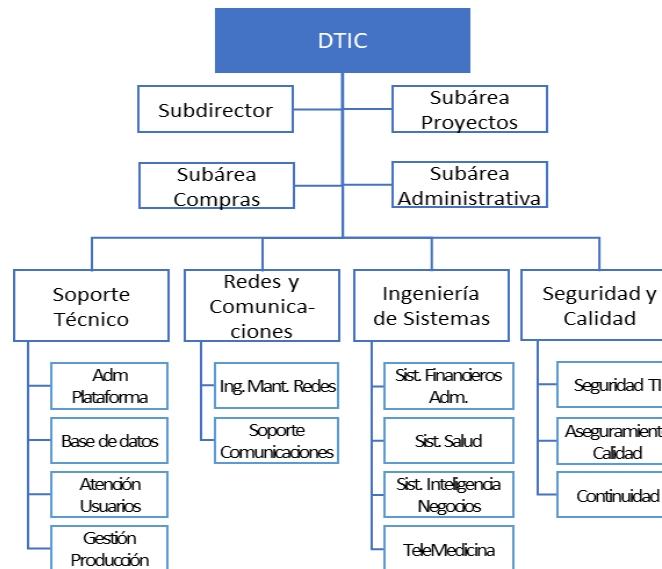 DTIC
Subdirector
Subárea
Proyectos
Subárea
Compras
Subárea
Administrativa
Soporte
Técnico
Redes y
Comunica-
ciones
Ingeniería
de Sistemas
Seguridad y
Calidad
Adm
Plataforma
Base de datos
Atención
Usuarios
Gestión
Producción
Ing. Mant. Redes
Soporte
Comunicaciones
Sist. Financieros
Adm.
Sist. Salud
Sist. Inteligencia
Negocios
TeleMedicina
Seguridad TI
Aseguramient
Calidad
Continuidad